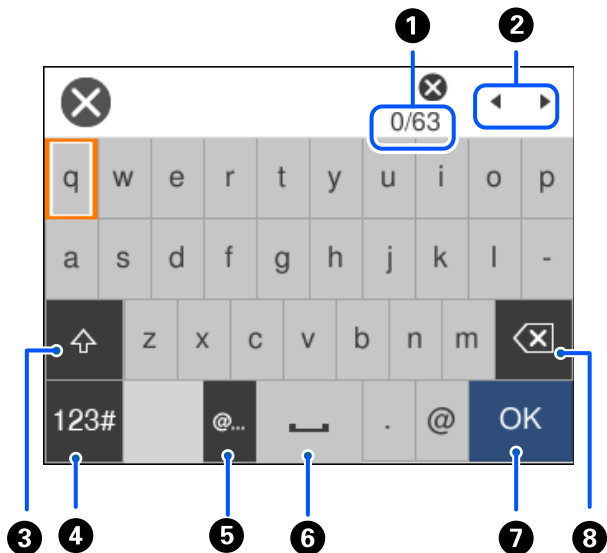 1 2
0/63
q w e r t y u i o p
a s d f g h j k l -
z x c v b n m
123# @... . @ OK
3 4 5 6 7 8